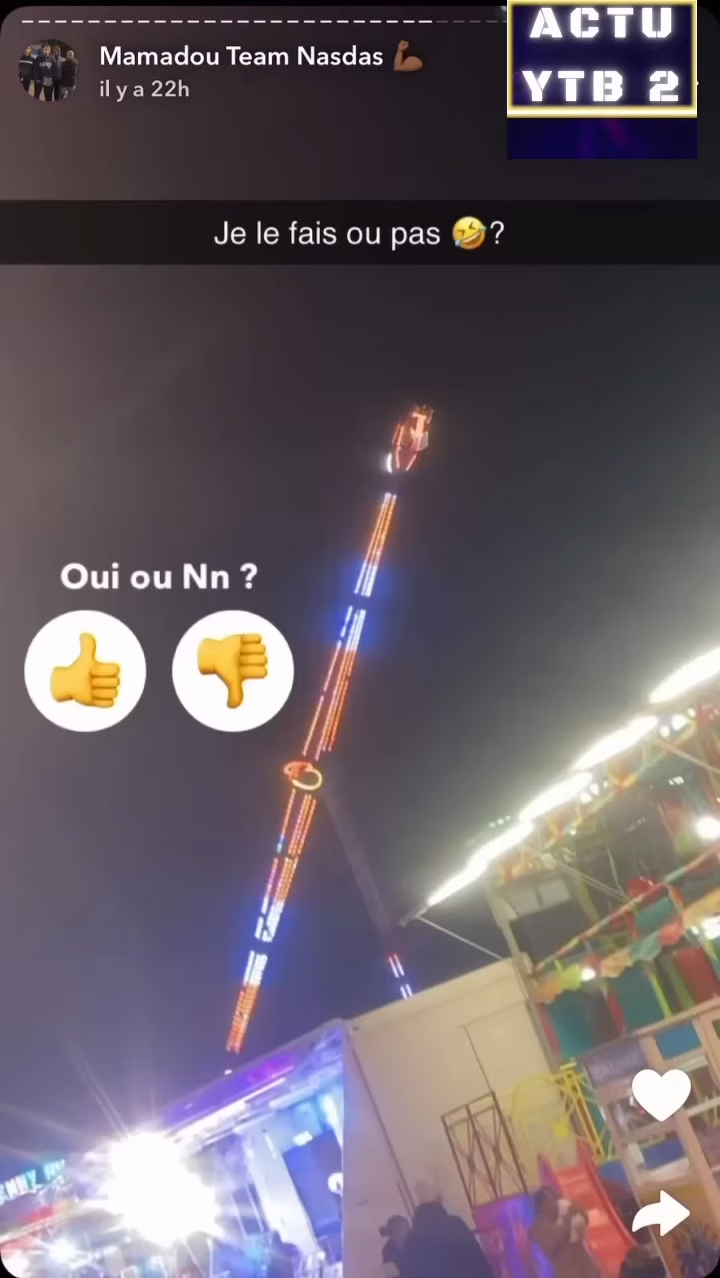 ACTU
YTB 2
Mamadou Team Nasdas 💪🏾
il y a 22h
Je le fais ou pas 🤣?
Oui ou Nn ?